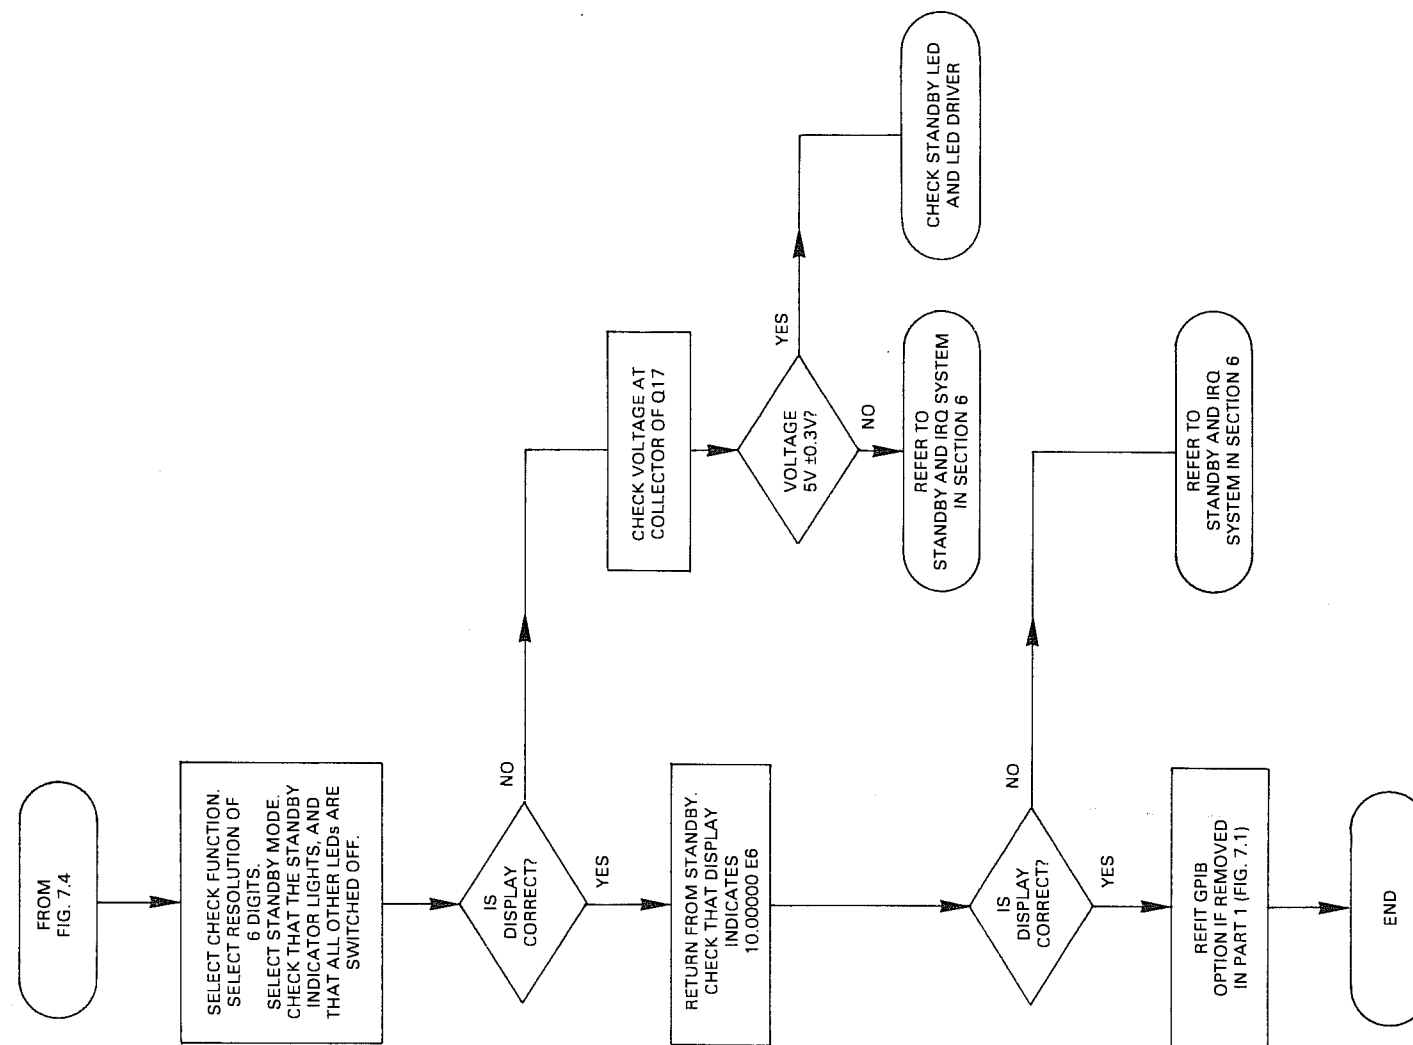 FROM
FIG. 7.4
SELECT CHECK FUNCTION.
SELECT RESOLUTION OF
6 DIGITS.
SELECT STANDBY MODE.
CHECK THAT THE STANDBY
INDICATOR LIGHTS, AND
THAT ALL OTHER LEDs ARE
SWITCHED OFF.
IS
DISPLAY
CORRECT?
NO
YES
CHECK VOLTAGE AT
COLLECTOR OF Q17
VOLTAGE
5V ±0.3V?
YES
NO
CHECK STANDBY LED
AND LED DRIVER
REFER TO
STANDBY AND IRQ SYSTEM
IN SECTION 6
RETURN FROM STANDBY.
CHECK THAT DISPLAY
INDICATES
10.00000 E6
IS
DISPLAY
CORRECT?
NO
YES
REFER TO
STANDBY AND IRQ
SYSTEM IN SECTION 6
REFIT GPIB
OPTION IF REMOVED
IN PART 1 (FIG. 7.1)
END